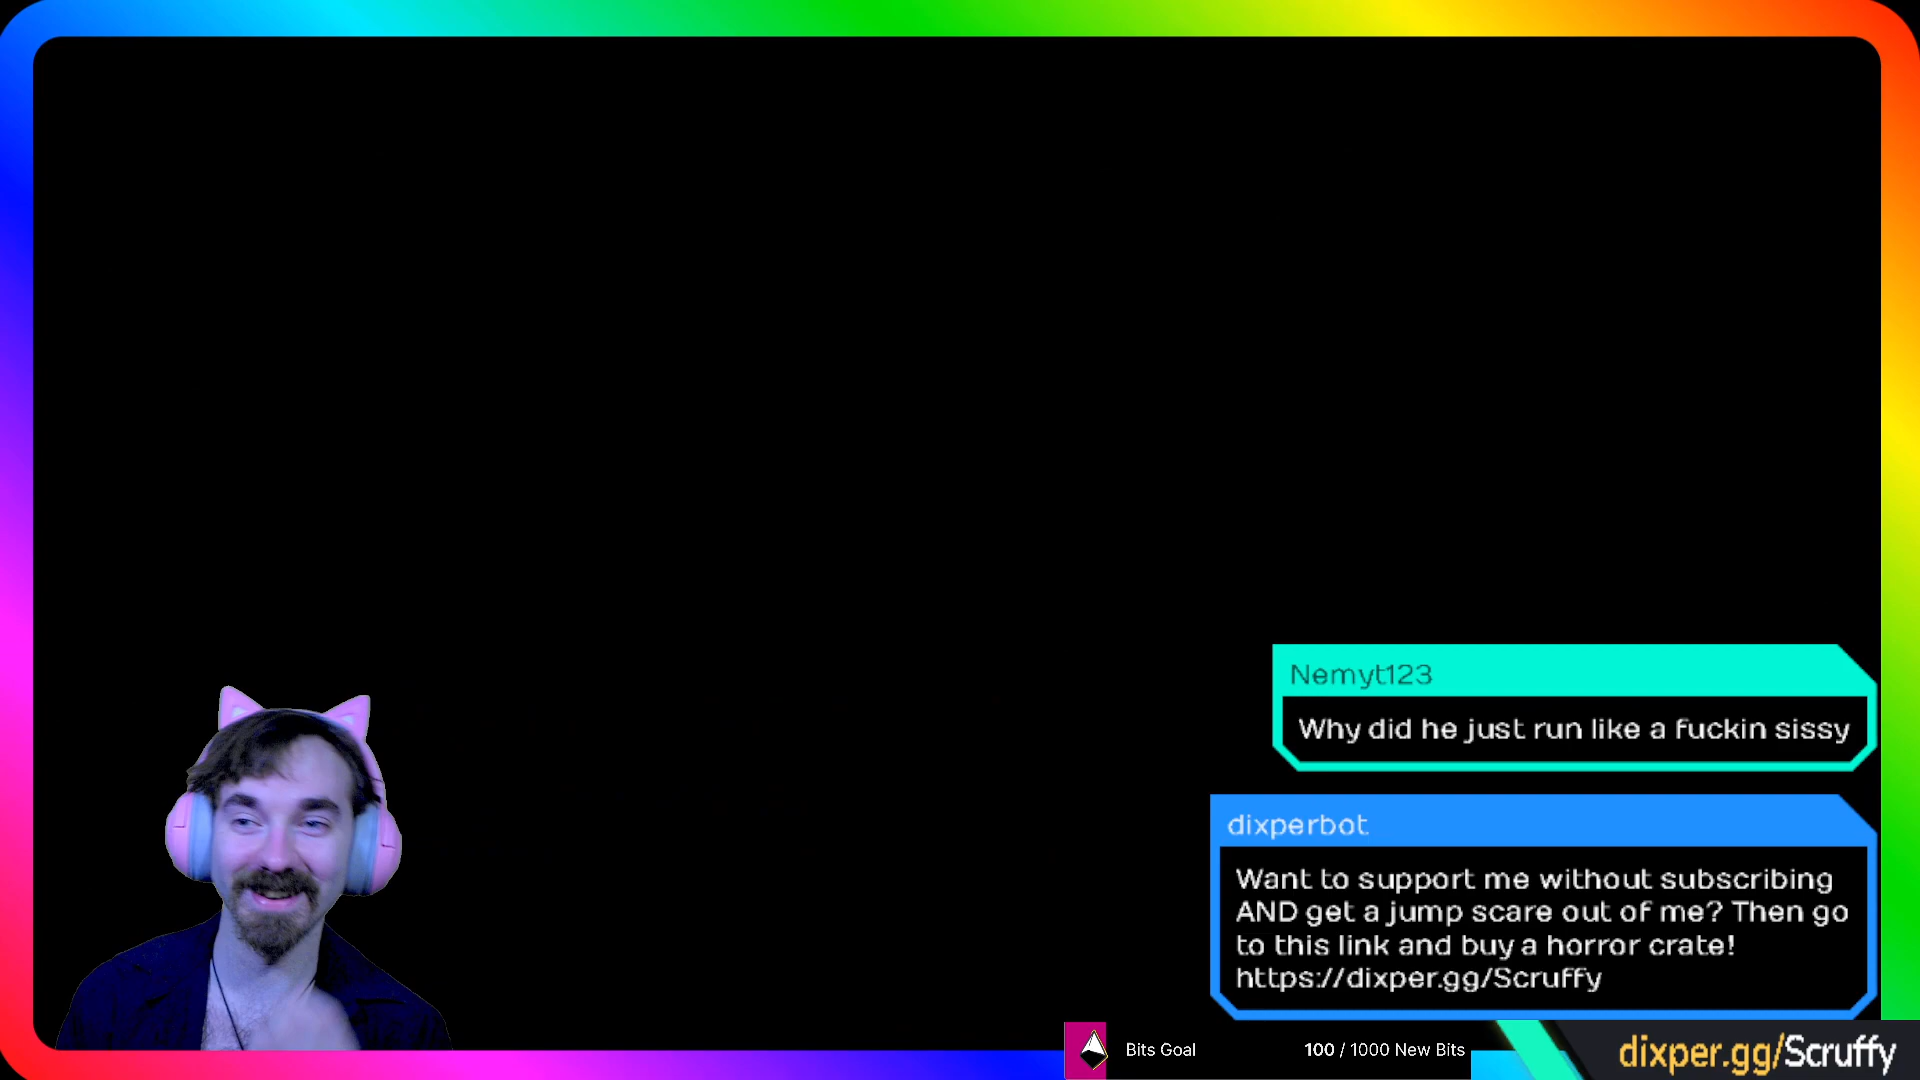 Nemyt123
Why did he just run like a fuckin sissy
dixperbot
Want to support me without subscribing
AND get a jump scare out of me? Then go
to this link and buy a horror crate!
https://dixper.gg/Scruffy
Bits Goal
100 / 1000 New Bits
dixper.gg/Scruffy